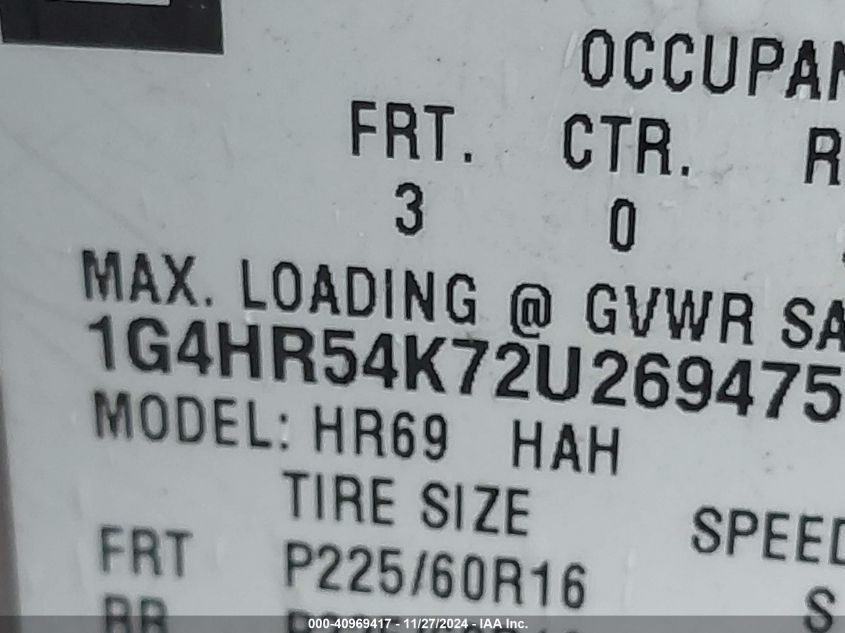 OCCUPAN
FRT. CTR. R
3 0
MAX. LOADING @ GVWR SA
1G4HR54K72U269475
MODEL: HR69 HAH
TIRE SIZE SPEED
FRT P225/60R16 S
RR
000-40969417 - 11/27/2024 - IAA Inc.